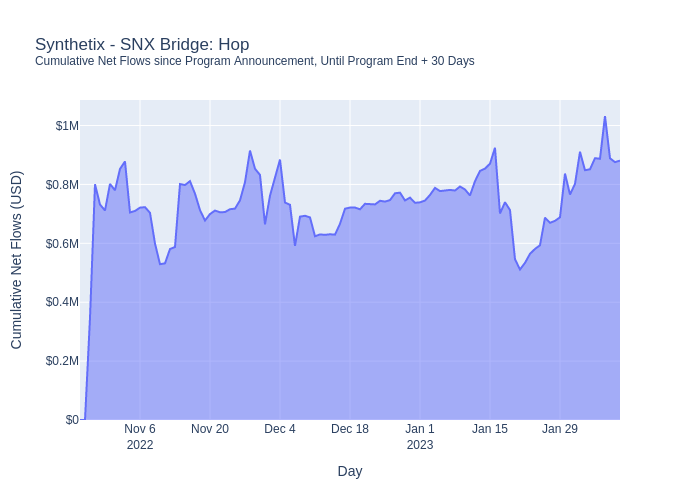 Synthetix - SNX Bridge: Hop
Cumulative Net Flows since Program Announcement, Until Program End + 30 Days
Cumulative Net Flows (USD)
$1M
$0.8M
$0.6M
$0.4M
$0.2M
$0
Nov 6 Nov 20 Dec 4 Dec 18 Jan 1 Jan 15 Jan 29
2022 2023
Day